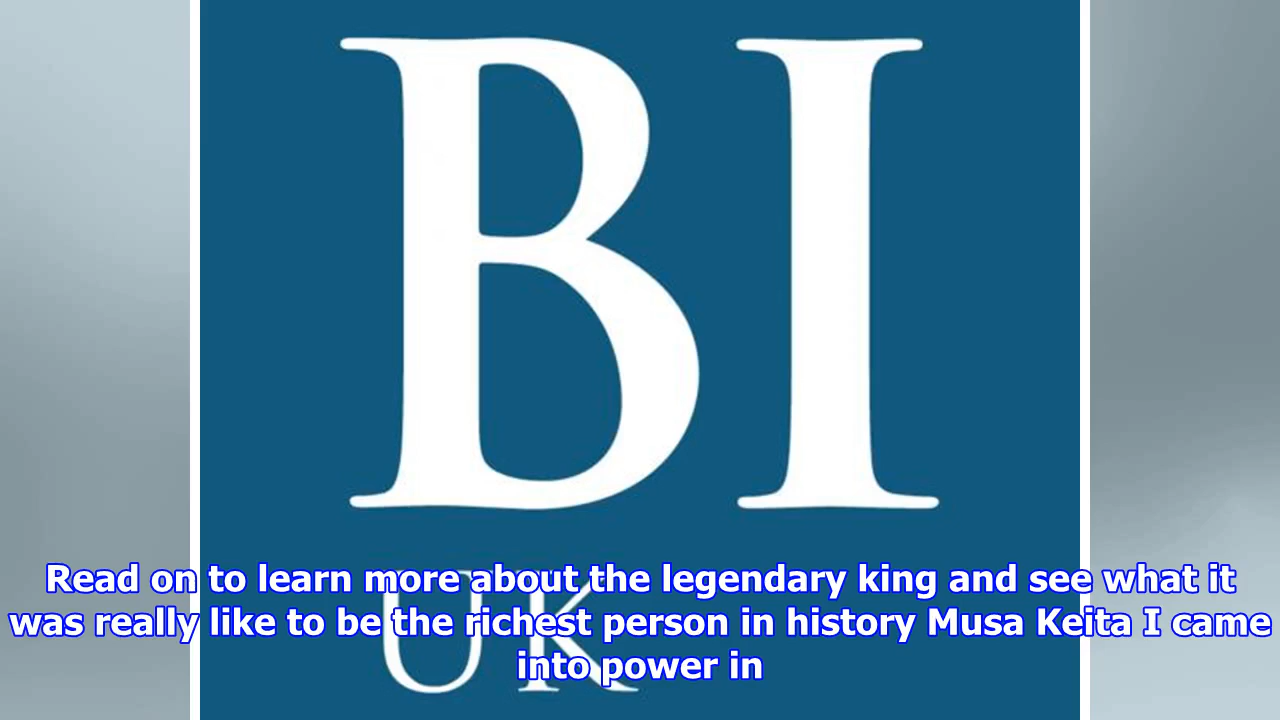 BI
UK
Read on to learn more about the legendary king and see what it
was really like to be the richest person in history Musa Keita I came
into power in